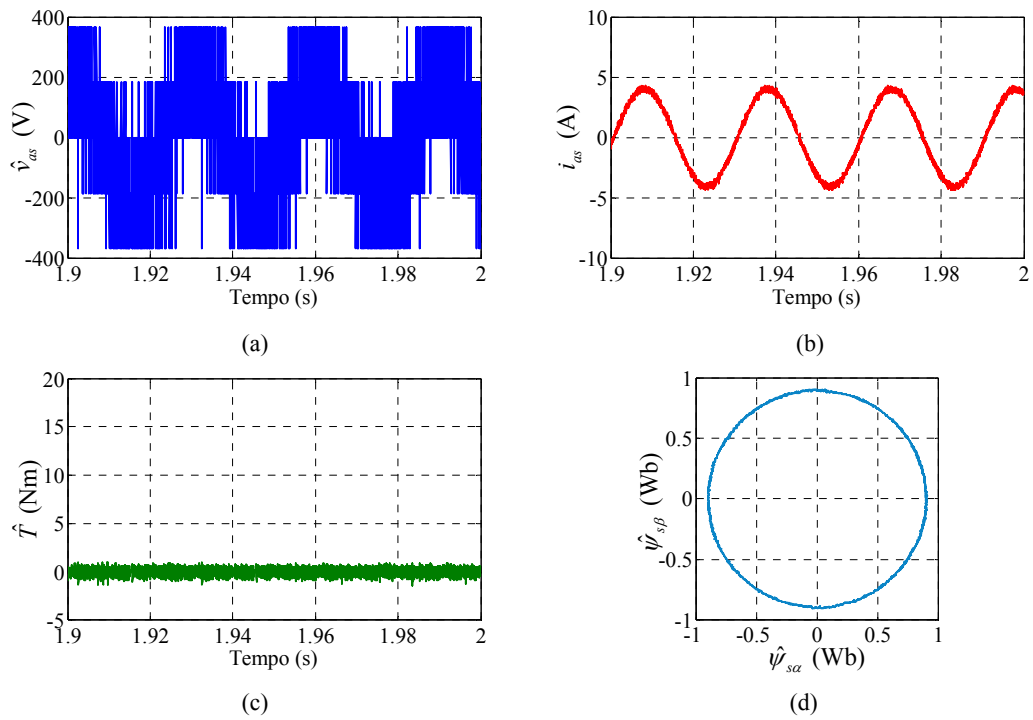 400
200
0
-200
-400
v̂as (V)
1.9 1.92 1.94 1.96 1.98 2
Tempo (s)
(a)
10
5
0
-5
-10
ias (A)
1.9 1.92 1.94 1.96 1.98 2
Tempo (s)
(b)
20
15
10
5
0
-5
T̂ (Nm)
1.9 1.92 1.94 1.96 1.98 2
Tempo (s)
(c)
1
0.5
0
-0.5
-1
ψ̂sβ (Wb)
-1 -0.5 0 0.5 1
ψ̂sα (Wb)
(d)